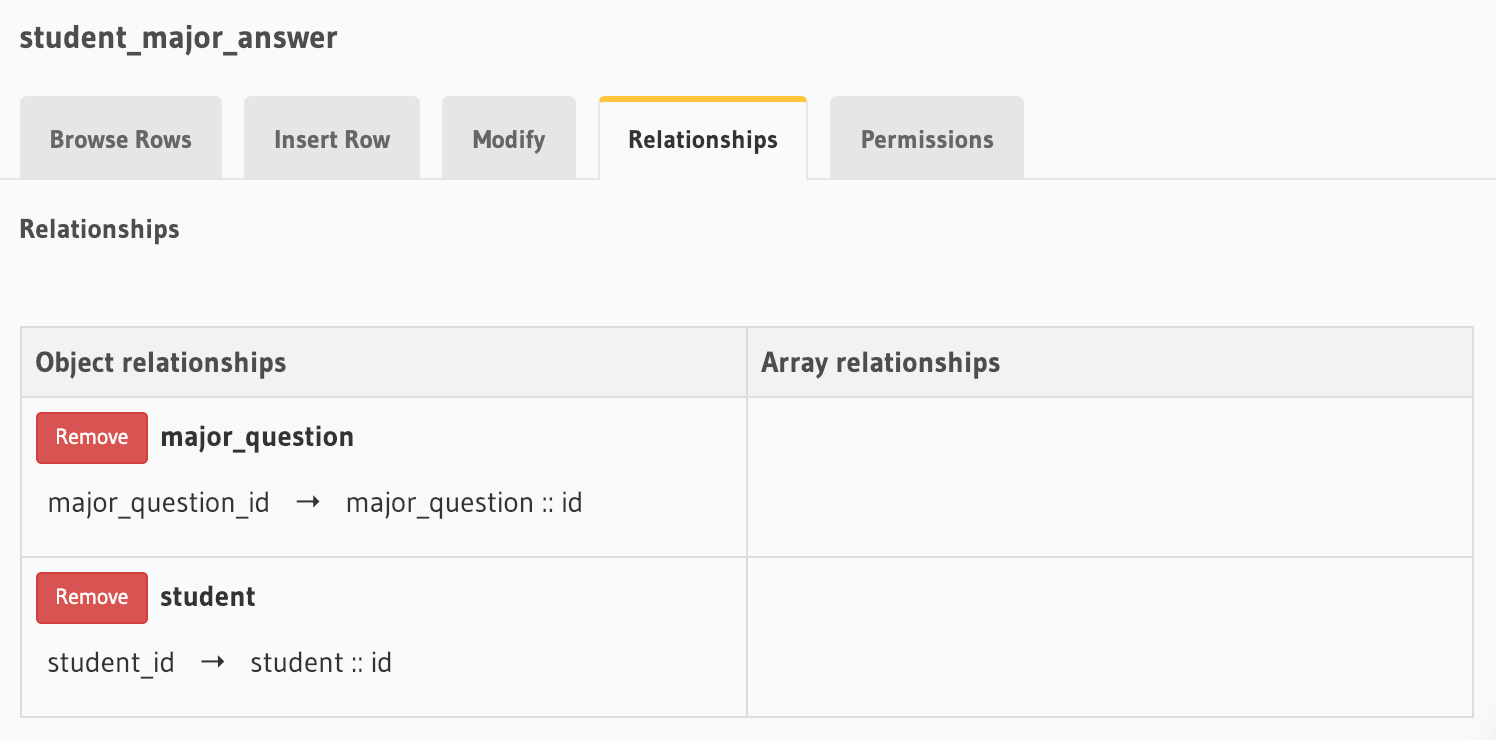 student_major_answer
Browse Rows Insert Row Modify Relationships Permissions
Relationships
Object relationships Array relationships
Remove major_question
major_question_id → major_question :: id
Remove student
student_id → student :: id